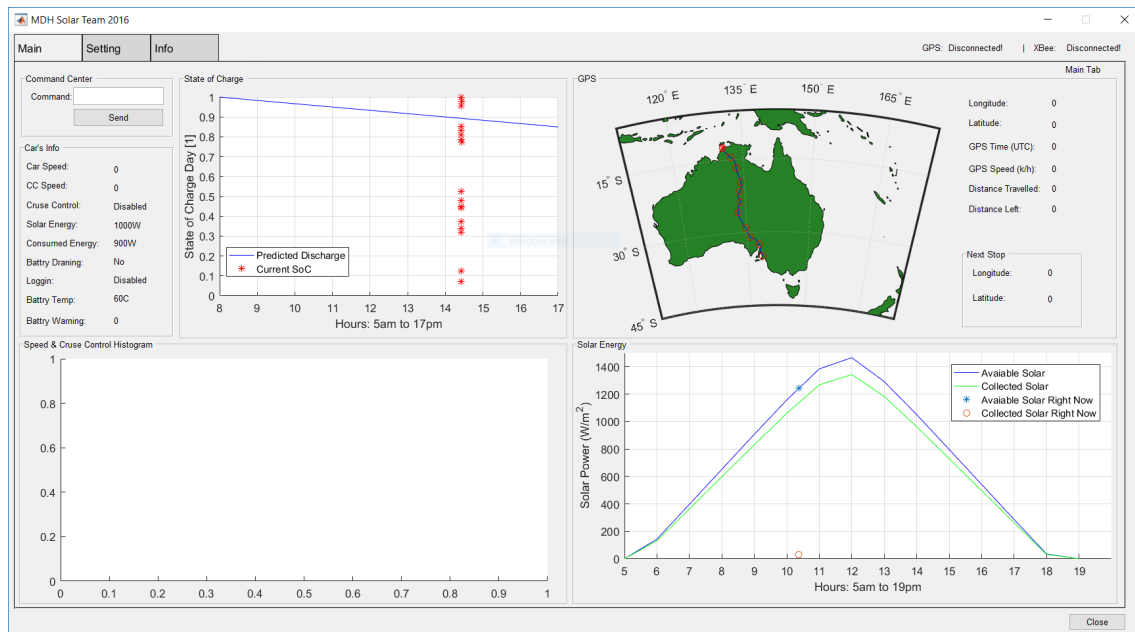 MDH Solar Team 2016
Main
Setting
Info
GPS: Disconnected! | XBee: Disconnected!
Main Tab
Command Center
Command:
Send
Car's Info
Car Speed: 0
CC Speed: 0
Cruse Control: Disabled
Solar Energy: 1000W
Consumed Energy: 900W
Battry Draning: No
Loggin: Disabled
Battry Temp: 60C
Battry Warning: 0
State of Charge
State of Charge Day [1]
1
0.9
0.8
0.7
0.6
0.5
0.4
0.3
0.2
0.1
0
Predicted Discharge
Current SoC
8 9 10 11 12 13 14 15 16 17
Hours: 5am to 17pm
GPS
120° E 135° E 150° E 165° E
15° S
30° S
45° S
Longitude: 0
Latitude: 0
GPS Time (UTC): 0
GPS Speed (k/h): 0
Distance Travelled: 0
Distance Left: 0
Next Stop
Longitude: 0
Latitude: 0
Speed & Cruse Control Histogram
1
0.8
0.6
0.4
0.2
0
0 0.1 0.2 0.3 0.4 0.5 0.6 0.7 0.8 0.9 1
Solar Energy
Solar Power (W/m²)
1400
1200
1000
800
600
400
200
0
Avaiable Solar
Collected Solar
Avaiable Solar Right Now
Collected Solar Right Now
5 6 7 8 9 10 11 12 13 14 15 16 17 18 19
Hours: 5am to 19pm
Close